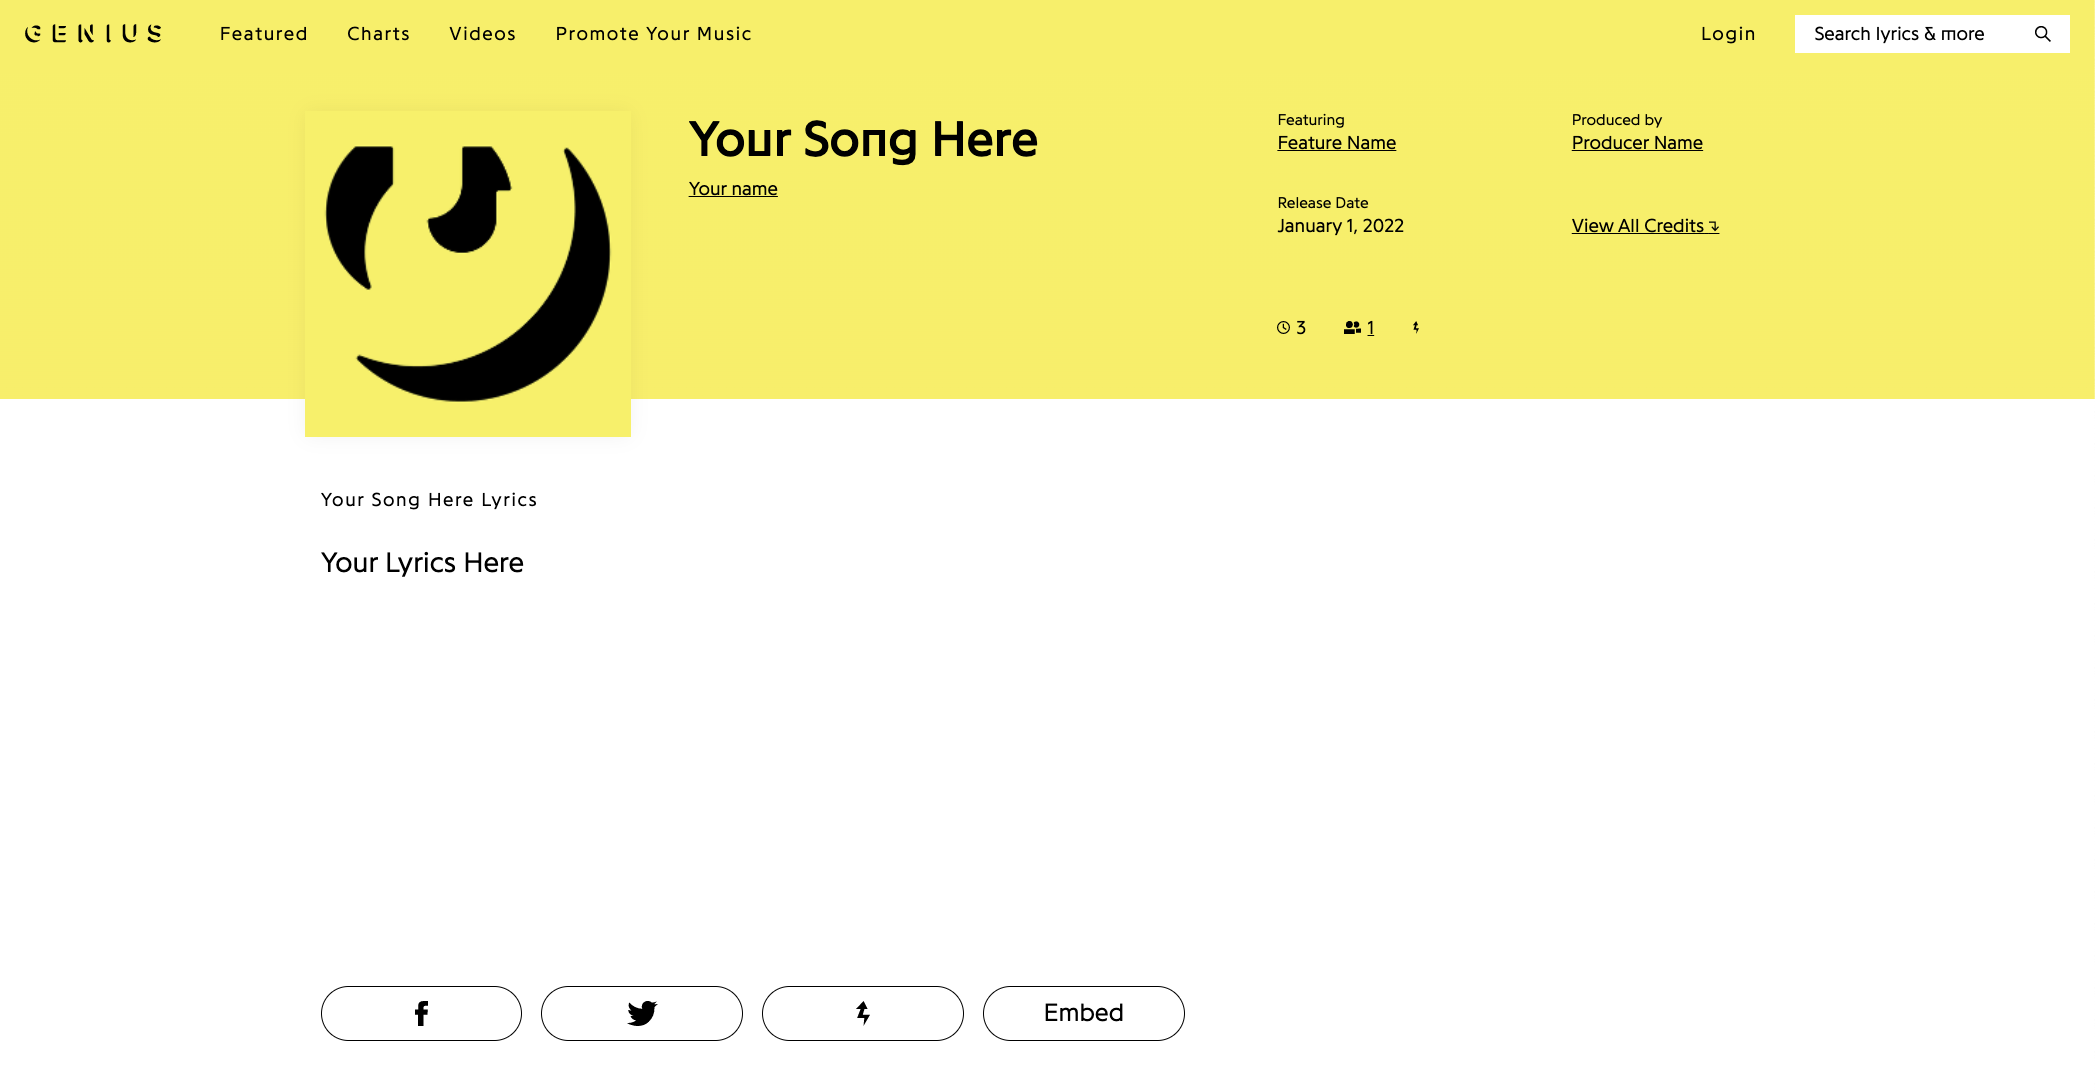 GENIUS Featured Charts Videos Promote Your Music Login Search lyrics & more
Your Song Here
Your name
Featuring
Feature Name
Produced by
Producer Name
Release Date
January 1, 2022
View All Credits
3 1
Your Song Here Lyrics
Your Lyrics Here
Embed